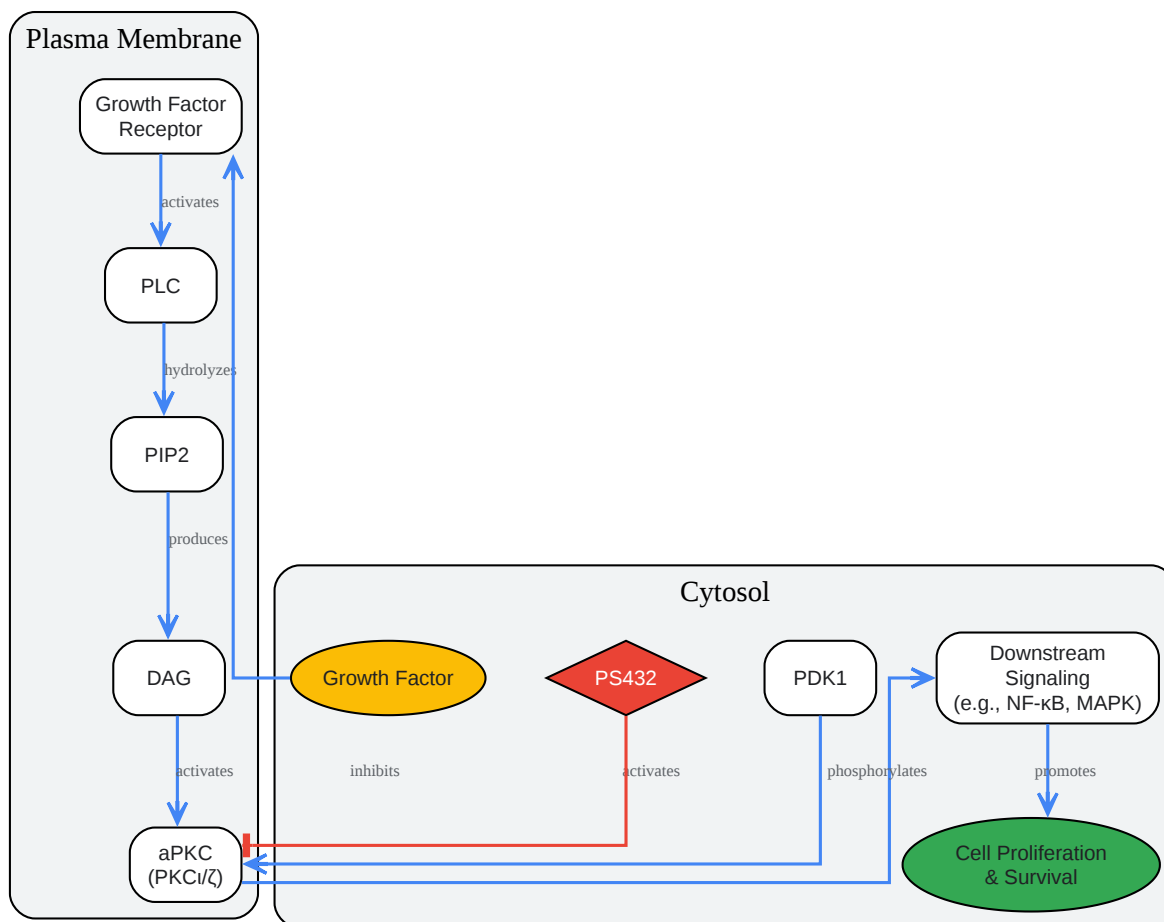 Plasma Membrane
Growth Factor
Receptor
activates
PLC
hydrolyzes
PIP2
produces
DAG
activates
aPKC
(PKCι/ζ)
Cytosol
Growth Factor
PS432
PDK1
Downstream
Signaling
(e.g., NF-κB, MAPK)
inhibits
activates
phosphorylates
promotes
Cell Proliferation
& Survival